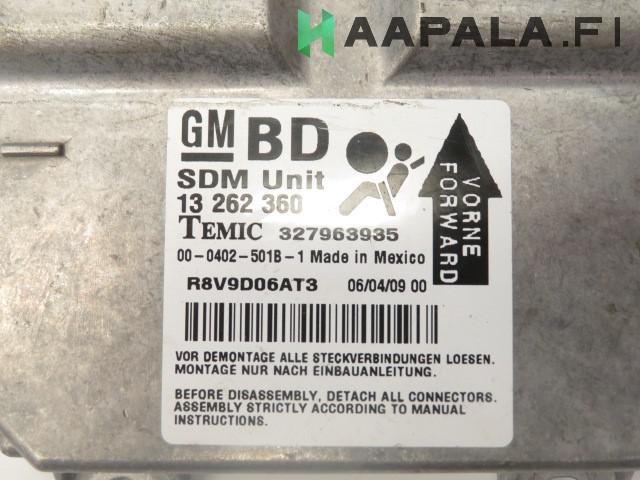 HAAPALA.FI
GM BD
SDM Unit
13 262 360
TEMIC 327963935
00-0402-501B-1 Made in Mexico
R8V9D06AT3 06/04/09 00
VORNE
FORWARD
VOR DEMONTAGE ALLE STECKVERBINDUNGEN LOESEN.
MONTAGE NUR NACH EINBAUANLEITUNG.
BEFORE DISASSEMBLY, DETACH ALL CONNECTORS.
ASSEMBLY STRICTLY ACCORDING TO MANUAL
INSTRUCTIONS